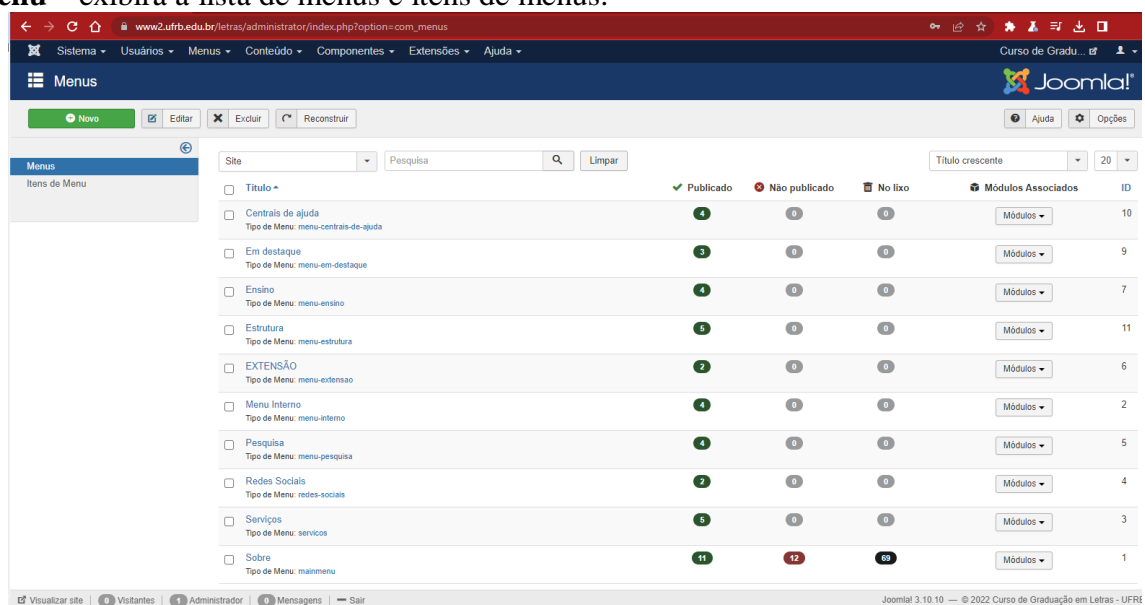 exibirá a lista de menus e itens de menus.
www2.ufrb.edu.br/letras/administrator/index.php?option=com_menus
Sistema Usuários Menus Conteúdo Componentes Extensões Ajuda Curso de Gradu...
Menus Joomla!®
Novo Editar Excluir Reconstruir Ajuda Opções
Menus
Itens de Menu
Site Pesquisa Limpar Título crescente 20
Título Publicado Não publicado No lixo Módulos Associados ID
Centrais de ajuda 4 0 0 Módulos 10
Tipo de Menu: menu-centrais-de-ajuda
Em destaque 3 0 0 Módulos 9
Tipo de Menu: menu-em-destaque
Ensino 4 0 0 Módulos 7
Tipo de Menu: menu-ensino
Estrutura 5 0 0 Módulos 11
Tipo de Menu: menu-estrutura
EXTENSÃO 2 0 0 Módulos 6
Tipo de Menu: menu-extensao
Menu Interno 4 0 0 Módulos 2
Tipo de Menu: menu-interno
Pesquisa 4 0 0 Módulos 5
Tipo de Menu: menu-pesquisa
Redes Sociais 2 0 0 Módulos 4
Tipo de Menu: redes-sociais
Serviços 5 0 0 Módulos 3
Tipo de Menu: servicos
Sobre 11 12 69 Módulos 1
Tipo de Menu: mainmenu
Visualizar site | 0 Visitantes | 1 Administrador | 0 Mensagens | Sair Joomla! 3.10.10 — © 2022 Curso de Graduação em Letras - UFRB